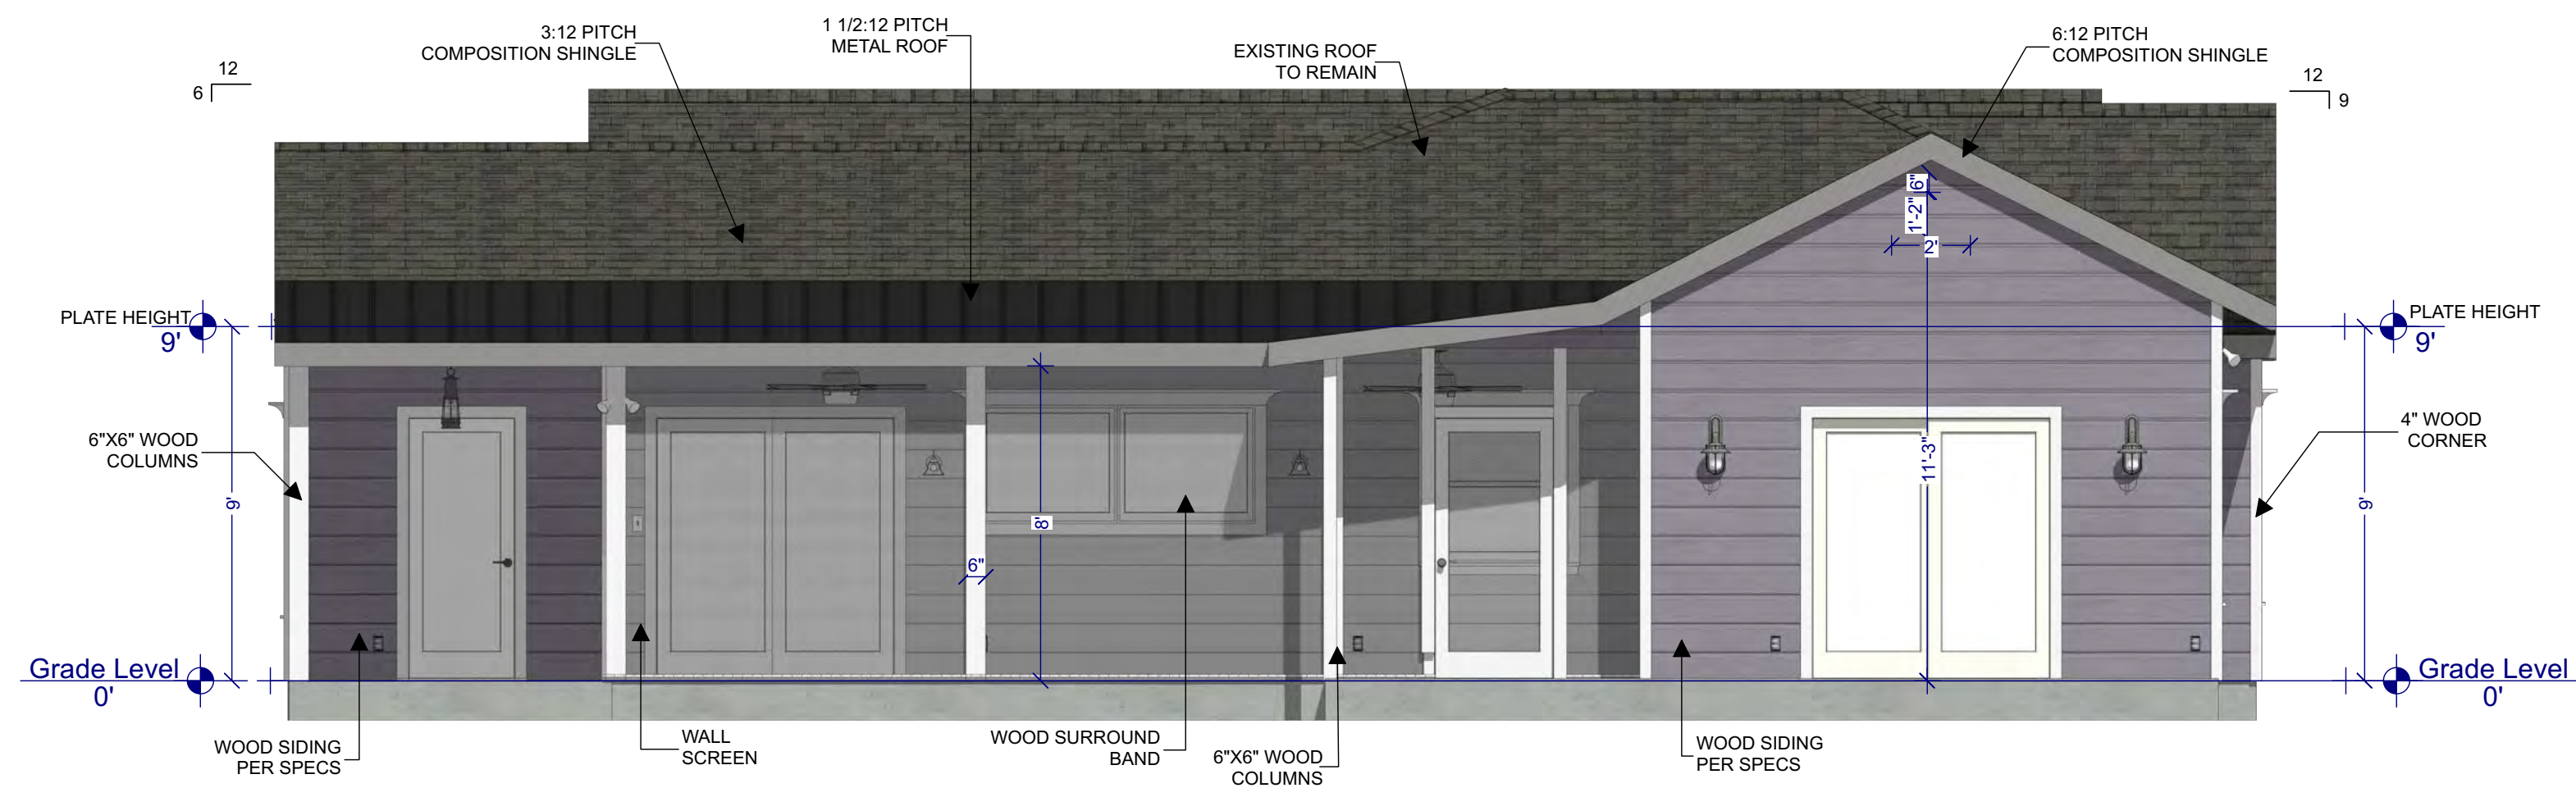 3:12 PITCH
COMPOSITION SHINGLE
1 1/2:12 PITCH
METAL ROOF
EXISTING ROOF
TO REMAIN
6:12 PITCH
COMPOSITION SHINGLE
12
6
12
9
6"
1'-2"
2'
PLATE HEIGHT
9'
PLATE HEIGHT
9'
6"X6" WOOD
COLUMNS
9'
8'
6"
11'-3"
9'
4" WOOD
CORNER
Grade Level
0'
Grade Level
0'
WOOD SIDING
PER SPECS
WALL
SCREEN
WOOD SURROUND
BAND
6"X6" WOOD
COLUMNS
WOOD SIDING
PER SPECS